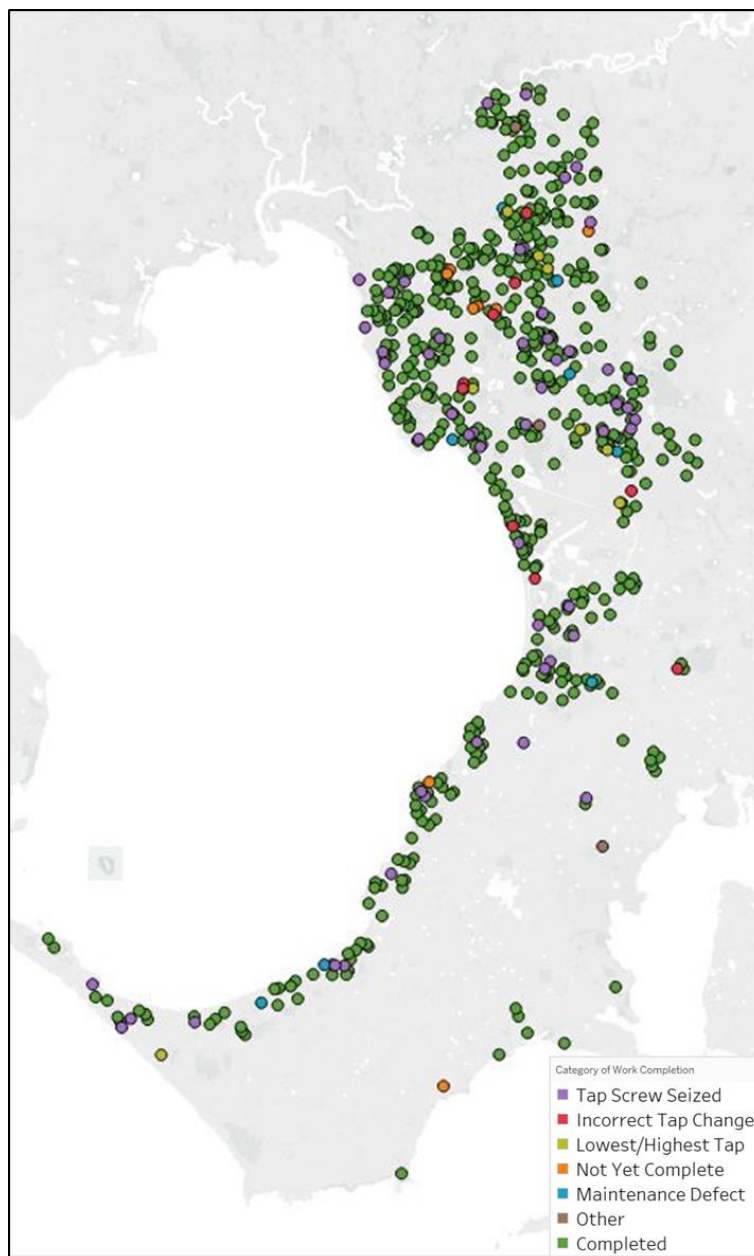 Category of Work Completion
Tap Screw Seized
Incorrect Tap Change
Lowest/Highest Tap
Not Yet Complete
Maintenance Defect
Other
Completed